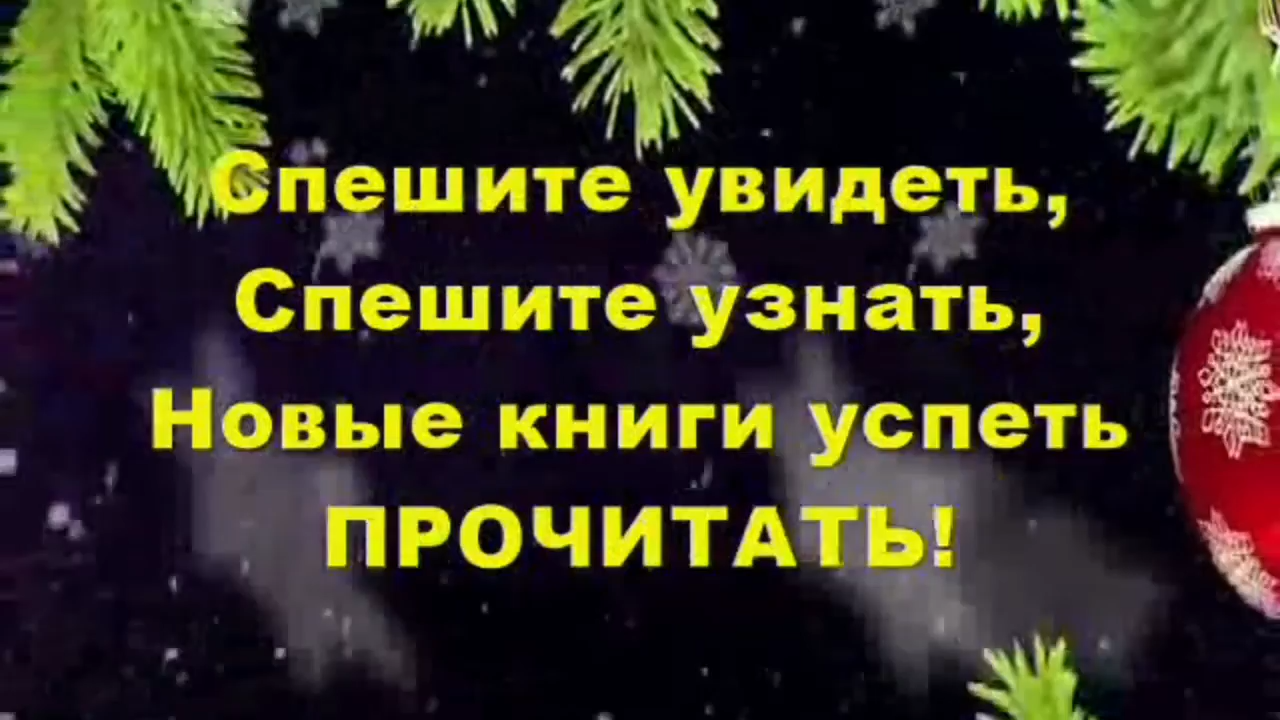 Спешите увидеть,
Спешите узнать,
Новые книги успеть
ПРОЧИТАТЬ!